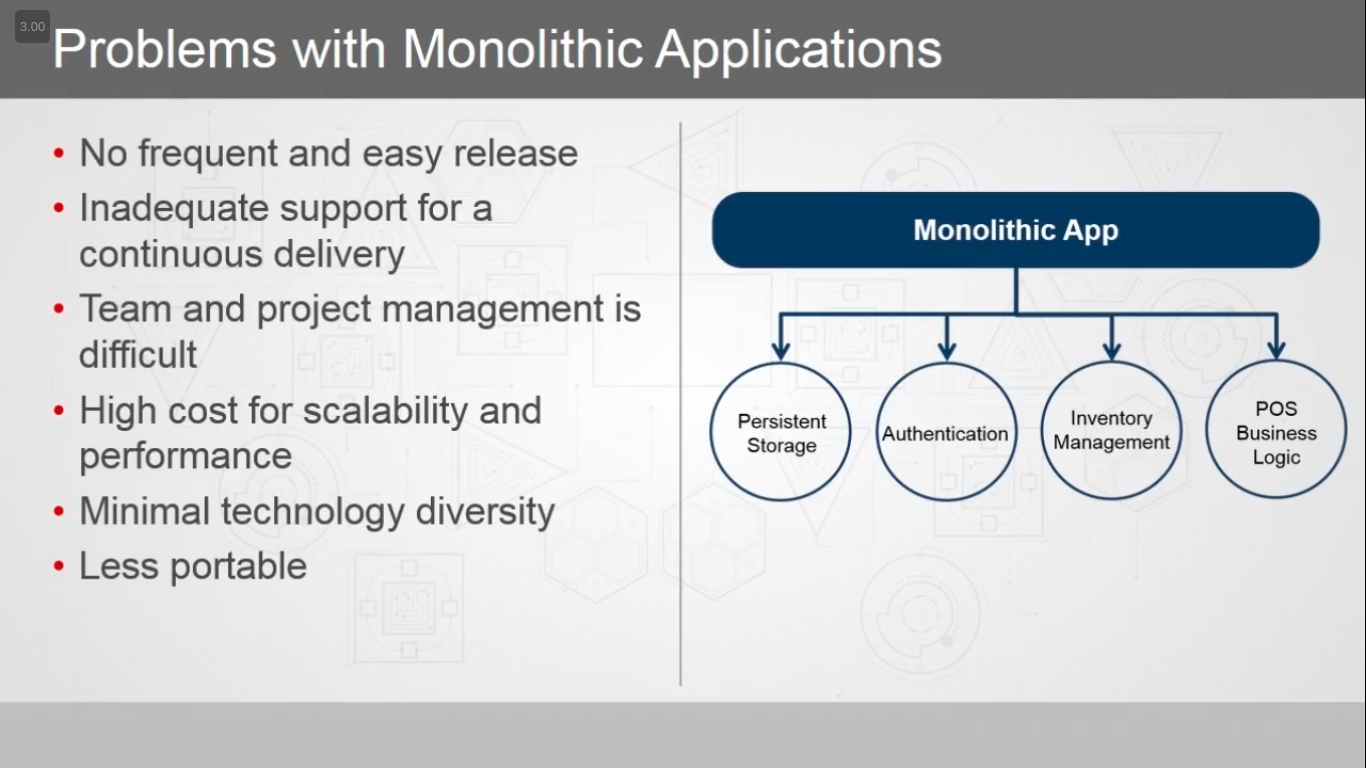 3.00
Problems with Monolithic Applications
• No frequent and easy release
• Inadequate support for a
continuous delivery
• Team and project management is
difficult
• High cost for scalability and
performance
• Minimal technology diversity
• Less portable
Monolithic App
Persistent
Storage
Authentication
Inventory
Management
POS
Business
Logic